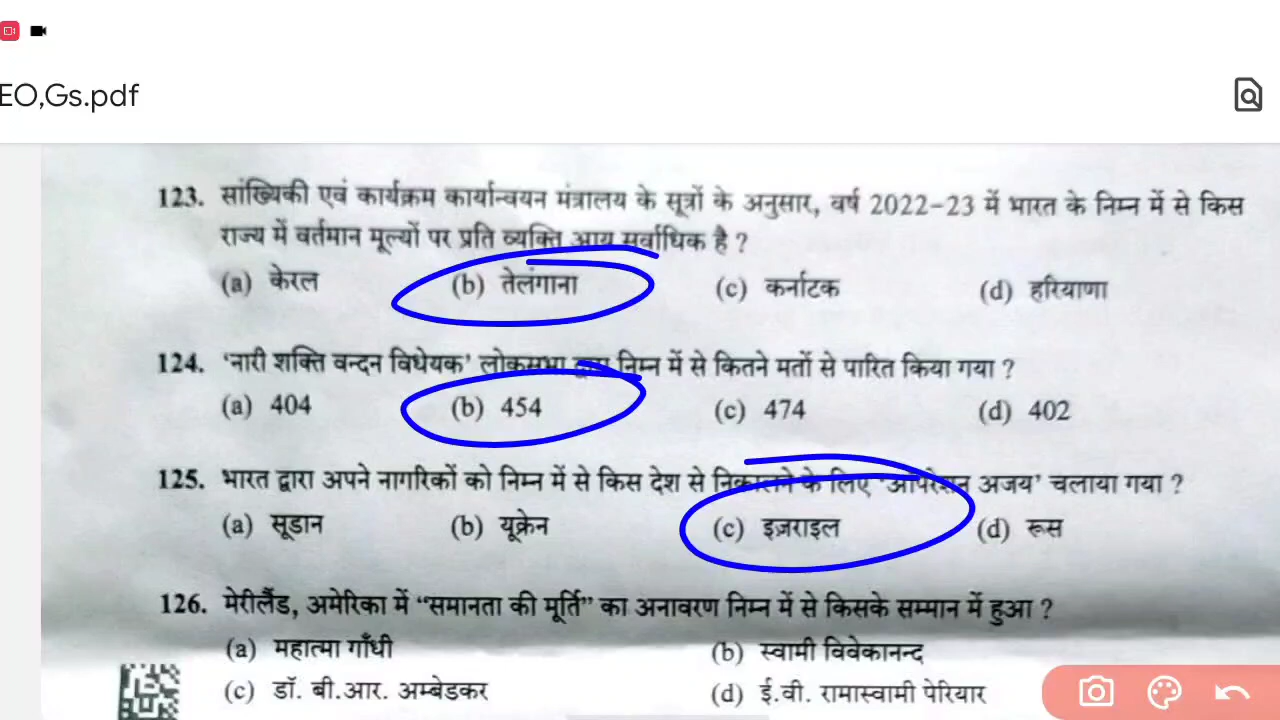 EO,Gs.pdf
123. सांख्यिकी एवं कार्यक्रम कार्यान्वयन मंत्रालय के सूत्रों के अनुसार, वर्ष 2022-23 में भारत के निम्न में से किस
राज्य में वर्तमान मूल्यों पर प्रति व्यक्ति आय सर्वाधिक है ?
(a) केरल (b) तेलंगाना (c) कर्नाटक (d) हरियाणा
124. 'नारी शक्ति वन्दन विधेयक' लोकसभा द्वारा निम्न में से कितने मतों से पारित किया गया ?
(a) 404 (b) 454 (c) 474 (d) 402
125. भारत द्वारा अपने नागरिकों को निम्न में से किस देश से निकालने के लिए 'ऑपरेशन अजय' चलाया गया ?
(a) सूडान (b) यूक्रेन (c) इज़राइल (d) रूस
126. मेरीलैंड, अमेरिका में “समानता की मूर्ति” का अनावरण निम्न में से किसके सम्मान में हुआ ?
(a) महात्मा गाँधी (b) स्वामी विवेकानन्द
(c) डॉ. बी.आर. अम्बेडकर (d) ई.वी. रामास्वामी पेरियार